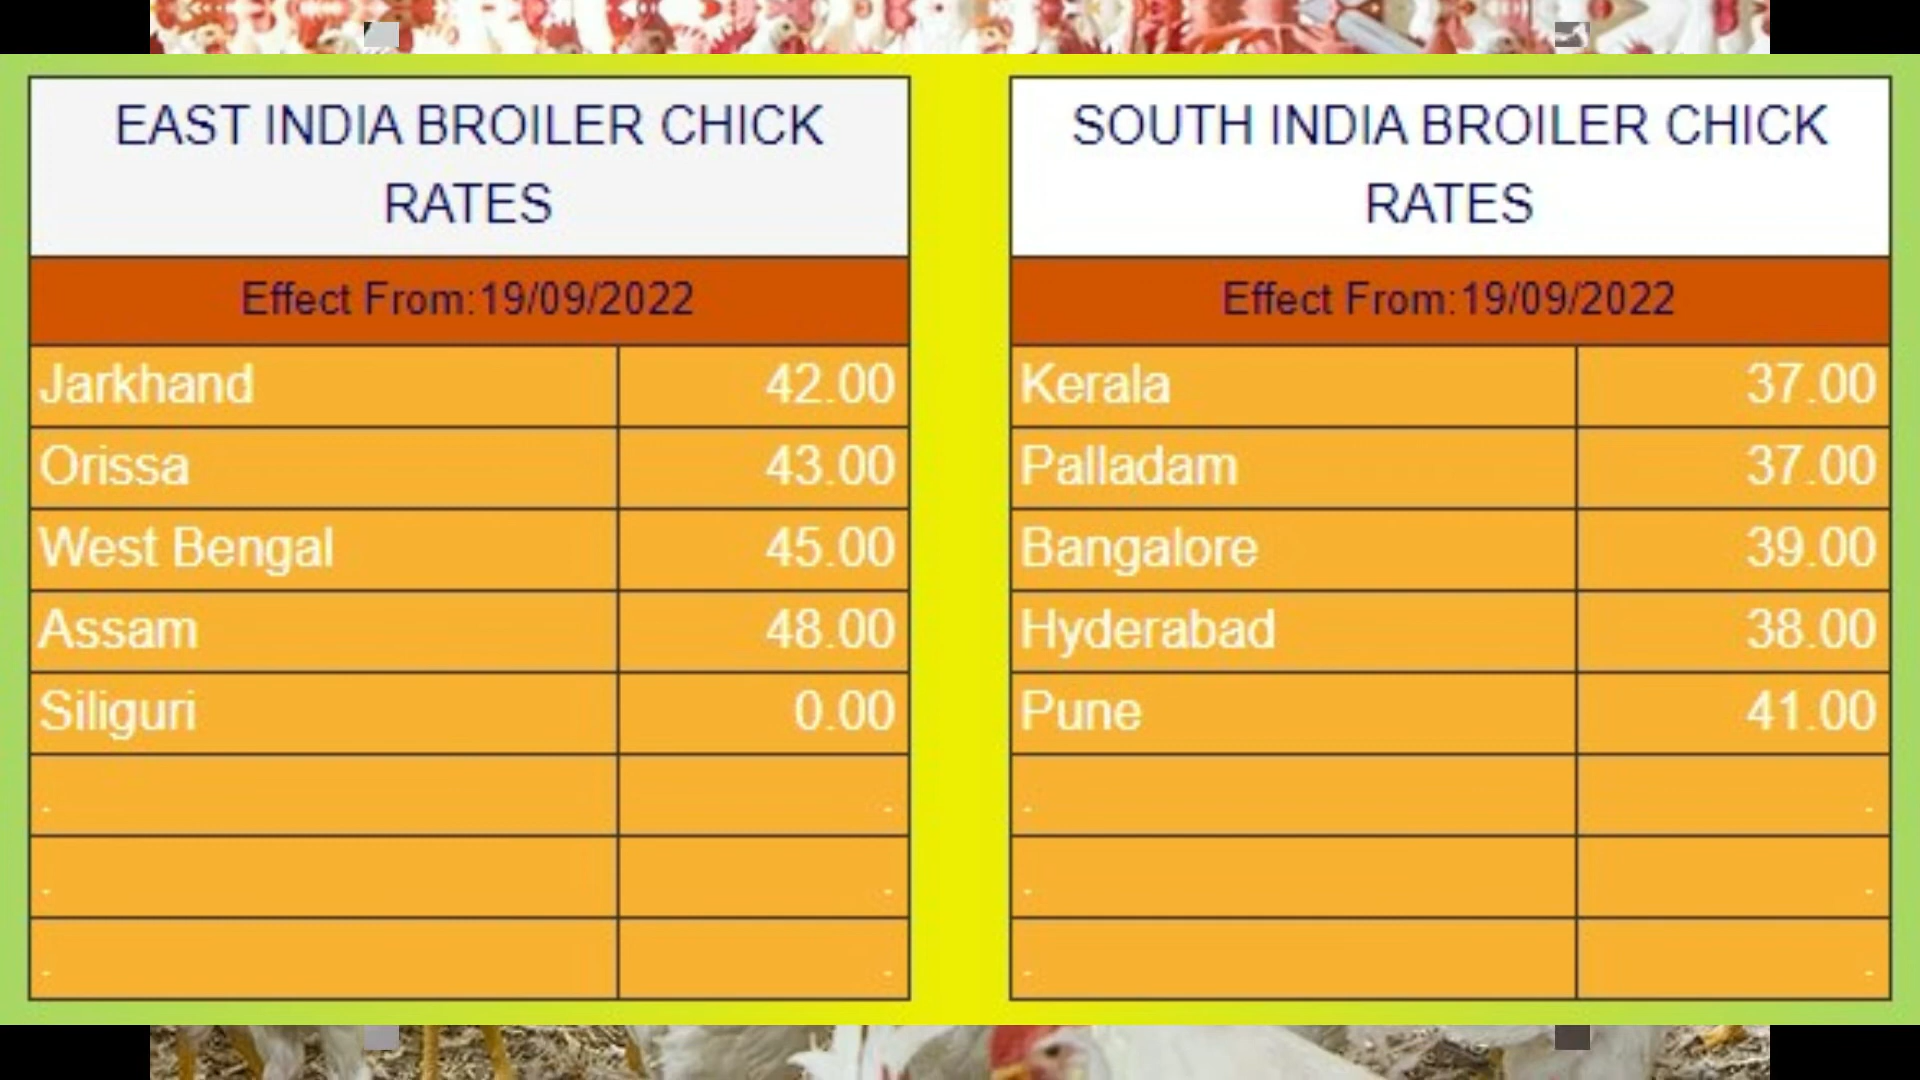 EAST INDIA BROILER CHICK
RATES
Effect From:19/09/2022
Jarkhand 42.00
Orissa 43.00
West Bengal 45.00
Assam 48.00
Siliguri 0.00
. .
. .
. .
SOUTH INDIA BROILER CHICK
RATES
Effect From:19/09/2022
Kerala 37.00
Palladam 37.00
Bangalore 39.00
Hyderabad 38.00
Pune 41.00
. .
. .
. .